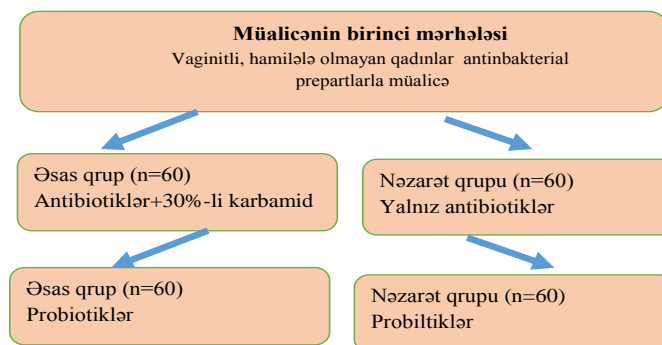 Müalicənin birinci mərhələsi
Vaginitli, hamilələ olmayan qadınlar antinbakterial
prepartlarla müalicə
Əsas qrup (n=60)
Antibiotiklər+30%-li karbamid
Nəzarət qrupu (n=60)
Yalnız antibiotiklər
Əsas qrup (n=60)
Probiotiklər
Nəzarət qrupu (n=60)
Probiltiklər